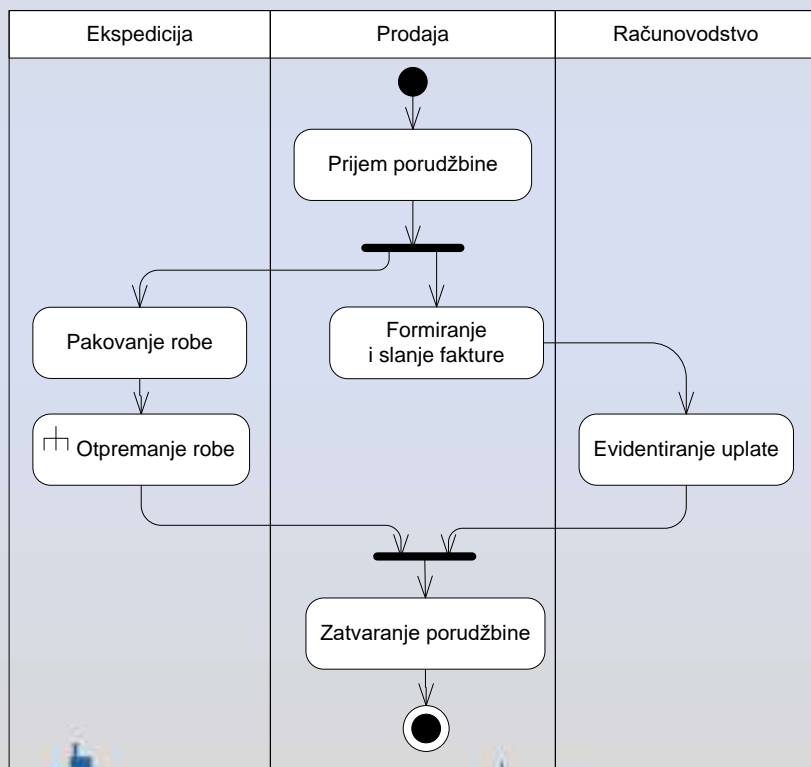 Ekspedicija
Prodaja
Računovodstvo
Prijem porudžbine
Pakovanje robe
Formiranje
i slanje fakture
Otpremanje robe
Evidentiranje uplate
Zatvaranje porudžbine